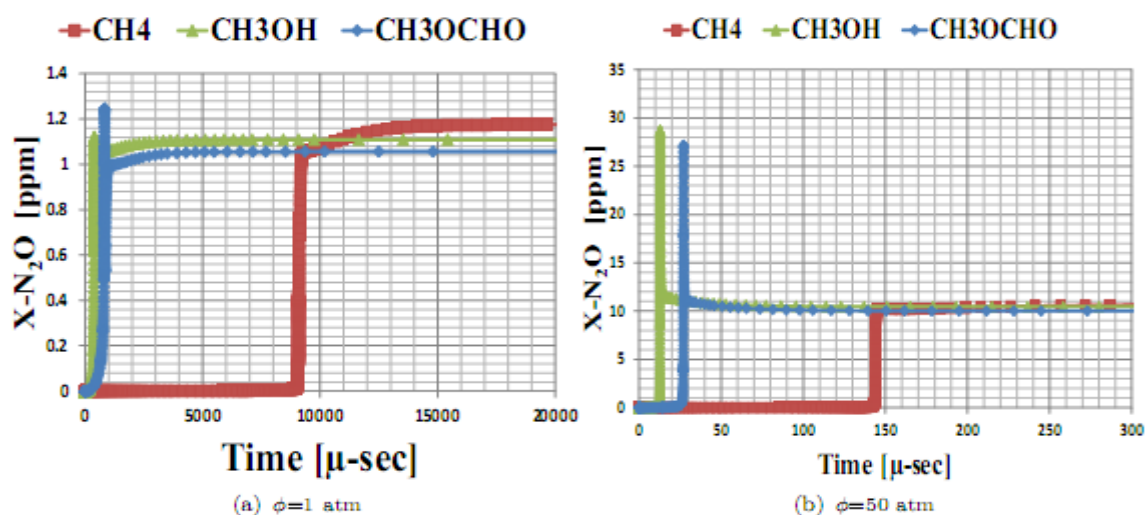 CH4 CH3OH CH3OCHO
X-N₂O [ppm]
1.4
1.2
1
0.8
0.6
0.4
0.2
0
0 5000 10000 15000 20000
Time [µ-sec]
(a) ϕ=1 atm
CH4 CH3OH CH3OCHO
X-N₂O [ppm]
35
30
25
20
15
10
5
0
0 50 100 150 200 250 300
Time [µ-sec]
(b) ϕ=50 atm